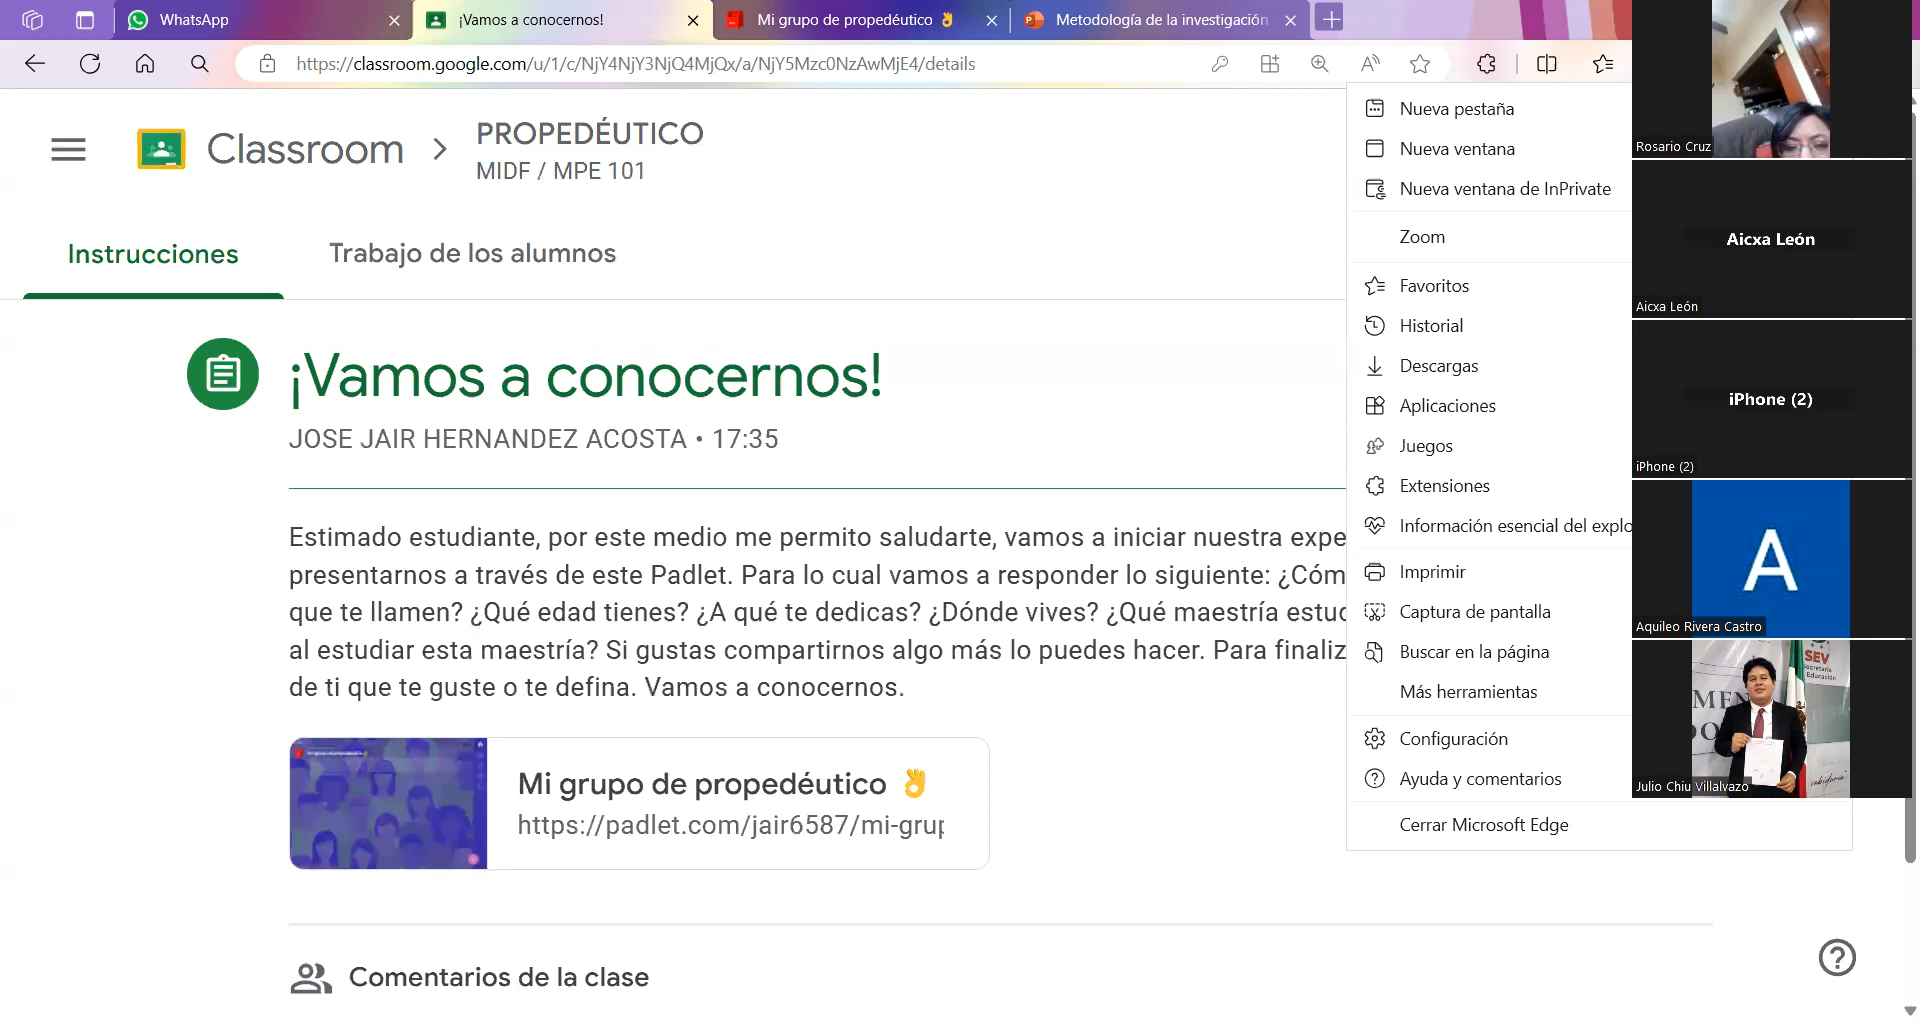 WhatsApp
¡Vamos a conocernos!
Mi grupo de propedéutico 👌
Metodología de la investigación
https://classroom.google.com/u/1/c/NjY4NjY3NjQ4MjQx/a/NjY5Mzc0NzAwMjE4/details
Classroom
PROPEDÉUTICO
MIDF / MPE 101
Instrucciones
Trabajo de los alumnos
¡Vamos a conocernos!
JOSE JAIR HERNANDEZ ACOSTA • 17:35
Estimado estudiante, por este medio me permito saludarte, vamos a iniciar nuestra expe
presentarnos a través de este Padlet. Para lo cual vamos a responder lo siguiente: ¿Cóm
que te llamen? ¿Qué edad tienes? ¿A qué te dedicas? ¿Dónde vives? ¿Qué maestría estud
al estudiar esta maestría? Si gustas compartirnos algo más lo puedes hacer. Para finaliz
de ti que te guste o te defina. Vamos a conocernos.
Mi grupo de propedéutico 👌
https://padlet.com/jair6587/mi-grup
Comentarios de la clase
Nueva pestaña
Nueva ventana
Nueva ventana de InPrivate
Zoom
Favoritos
Historial
Descargas
Aplicaciones
Juegos
Extensiones
Información esencial del explo
Imprimir
Captura de pantalla
Buscar en la página
Más herramientas
Configuración
Ayuda y comentarios
Cerrar Microsoft Edge
Rosario Cruz
Aicxa León
Aicxa León
iPhone (2)
iPhone (2)
A
Aquileo Rivera Castro
SEV
Secretaría
Educación
Julio Chiu Villalvazo